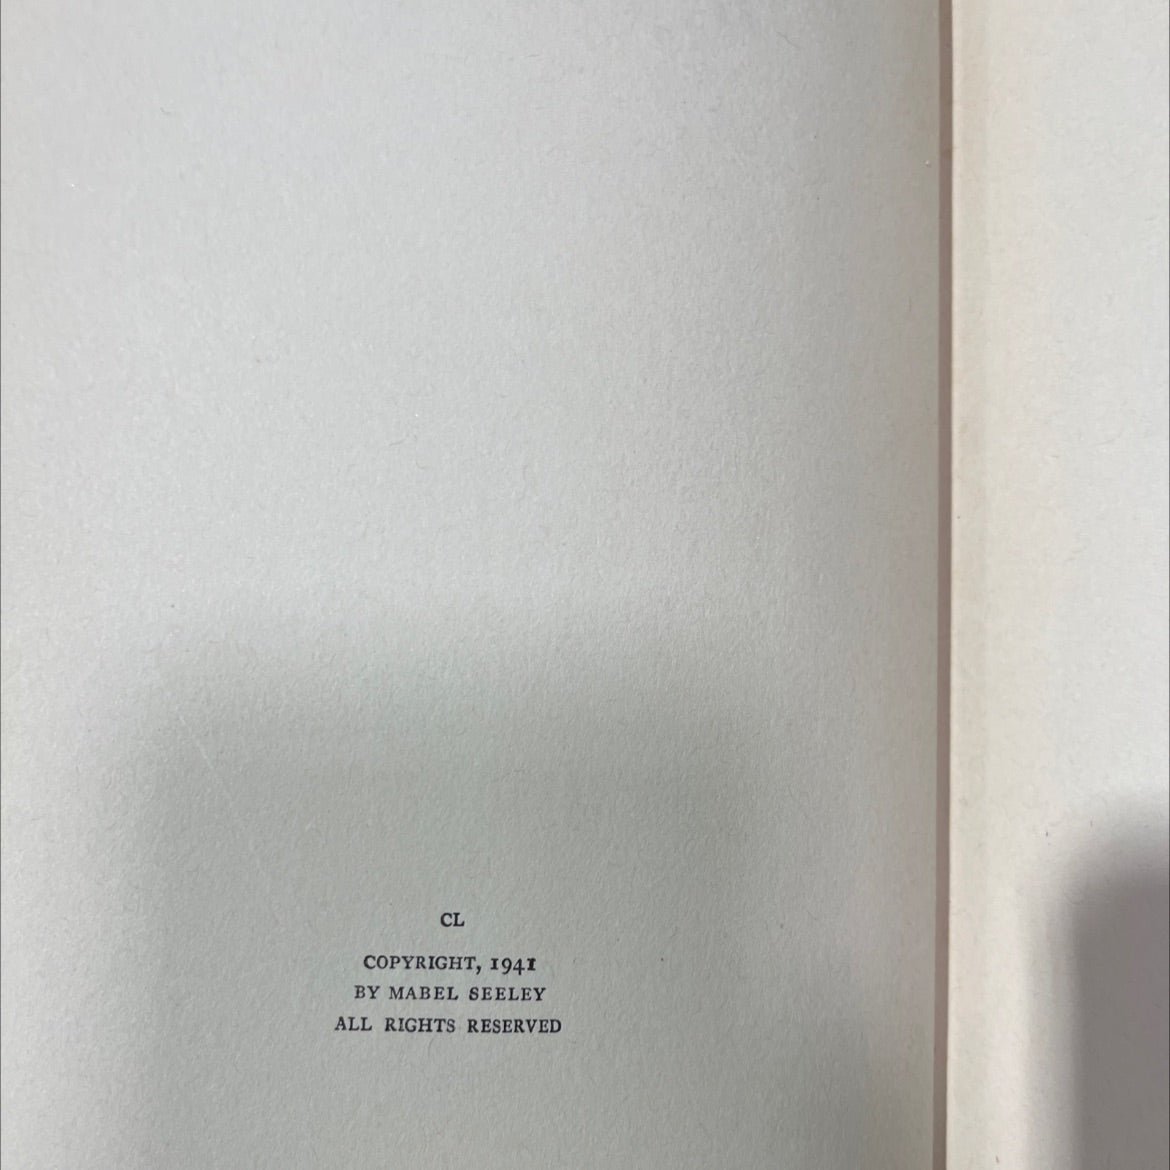 CL
COPYRIGHT, 1941
BY MABEL SEELEY
ALL RIGHTS RESERVED